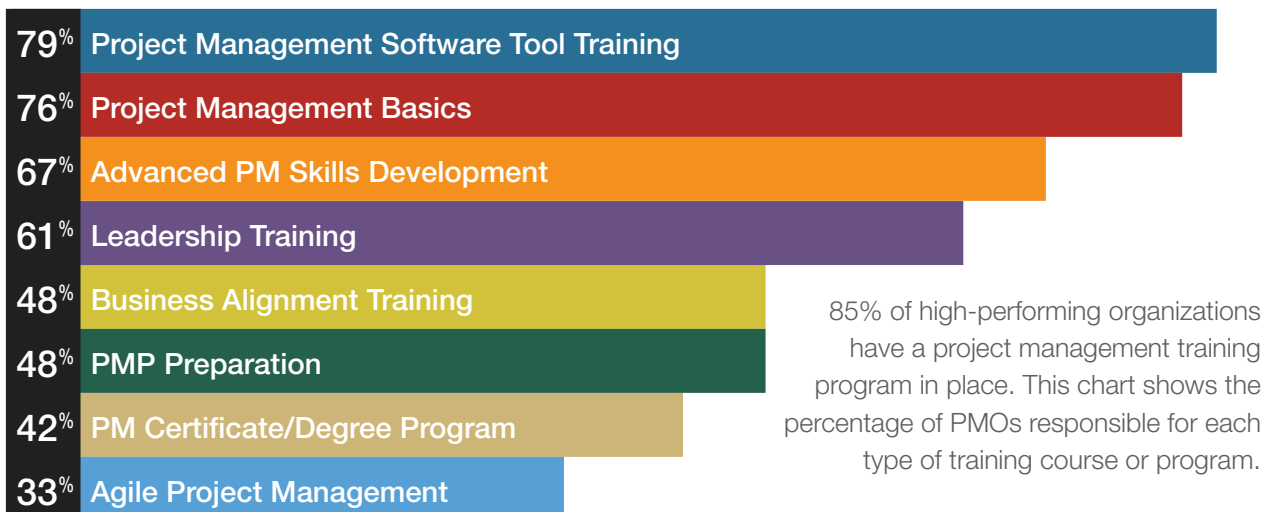 79% Project Management Software Tool Training
76% Project Management Basics
67% Advanced PM Skills Development
61% Leadership Training
48% Business Alignment Training
48% PMP Preparation
42% PM Certificate/Degree Program
33% Agile Project Management
85% of high-performing organizations
have a project management training
program in place. This chart shows the
percentage of PMOs responsible for each
type of training course or program.